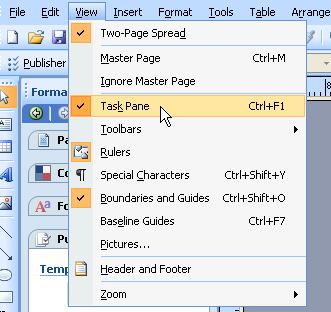 View Insert Format Tools Table Arrange
Two-Page Spread
Publisher
Master Page Ctrl+M
Ignore Master Page
Forma
Task Pane Ctrl+F1
Toolbars
Pa
Rulers
Co
Special Characters Ctrl+Shift+Y
Fo
Boundaries and Guides Ctrl+Shift+O
Baseline Guides Ctrl+F7
Pu
Pictures...
Temp
Header and Footer
Zoom